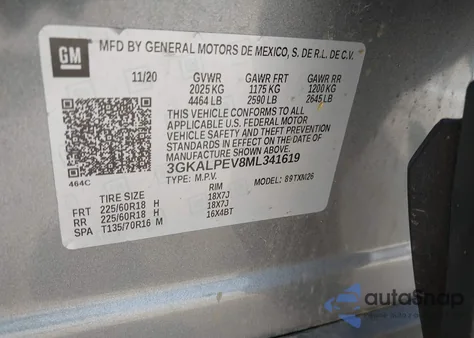 GM
MFD BY GENERAL MOTORS DE MEXICO, S. DE R.L. DE C.V.
11/20 GVWR GAWR FRT GAWR RR
2025 KG 1175 KG 1200 KG
4464 LB 2590 LB 2645 LB
THIS VEHICLE CONFORMS TO ALL
APPLICABLE U.S. FEDERAL MOTOR
VEHICLE SAFETY AND THEFT PREVENTION
STANDARDS IN EFFECT ON THE DATE OF
MANUFACTURE SHOWN ABOVE.
3GKALPEV8ML341619
464C
TYPE: M.P.V. MODEL: 89TXM26
TIRE SIZE RIM
FRT 225/60R18 H 18X7J
RR 225/60R18 H 18X7J
SPA T135/70R16 M 16X4BT
autoSnap